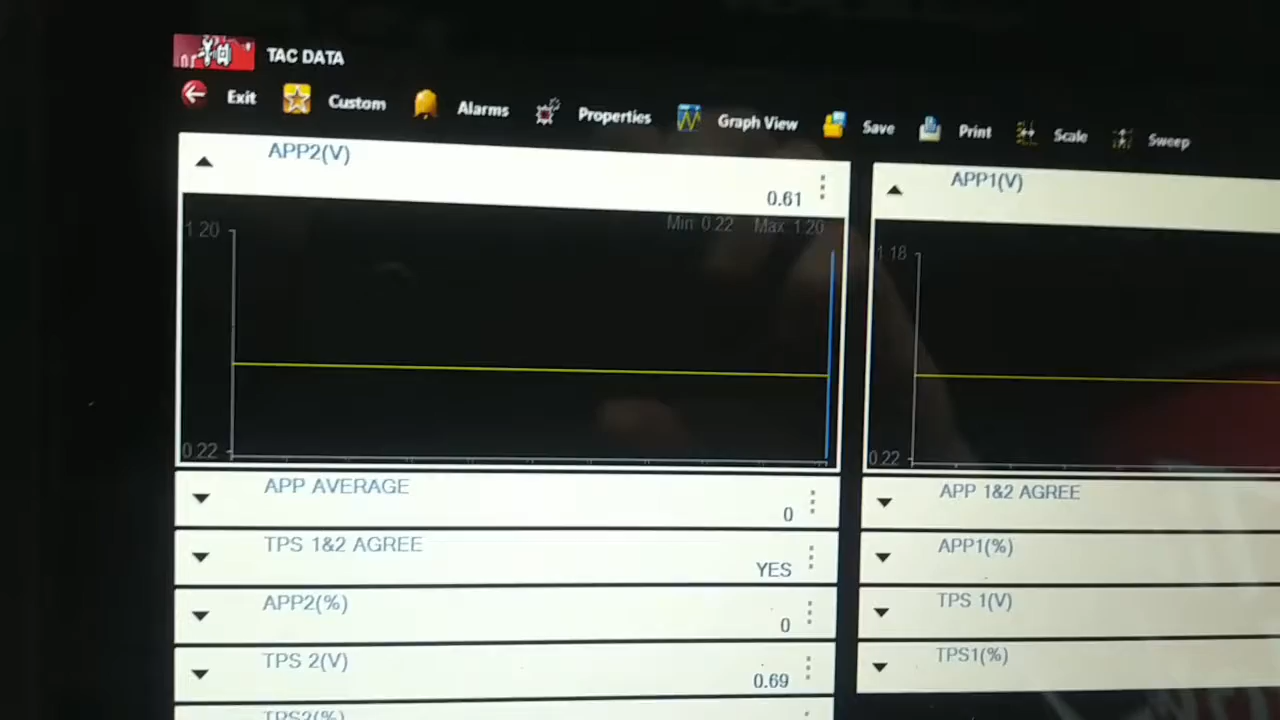 TAC DATA
Exit
Custom
Alarms
Properties
Graph View
Save
Print
Scale
Sweep
APP2(V)
0.61
Min 0.22 Max 1.20
1.20
0.22
APP1(V)
1 18
0.22
APP AVERAGE
0
APP 1&2 AGREE
TPS 1&2 AGREE
YES
APP1(%)
APP2(%)
0
TPS 1(V)
TPS 2(V)
0.69
TPS1(%)
TPS2(%)